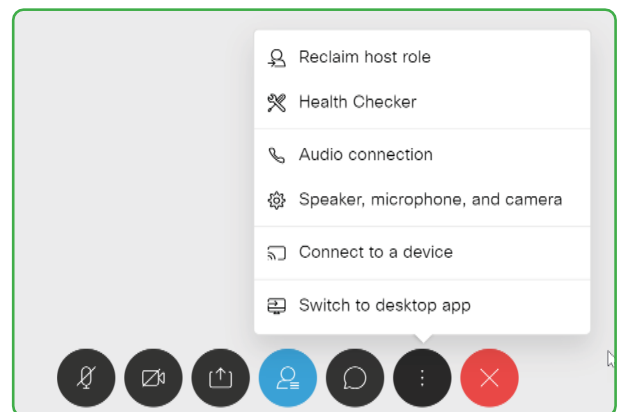 Reclaim host role
Health Checker
Audio connection
Speaker, microphone, and camera
Connect to a device
Switch to desktop app